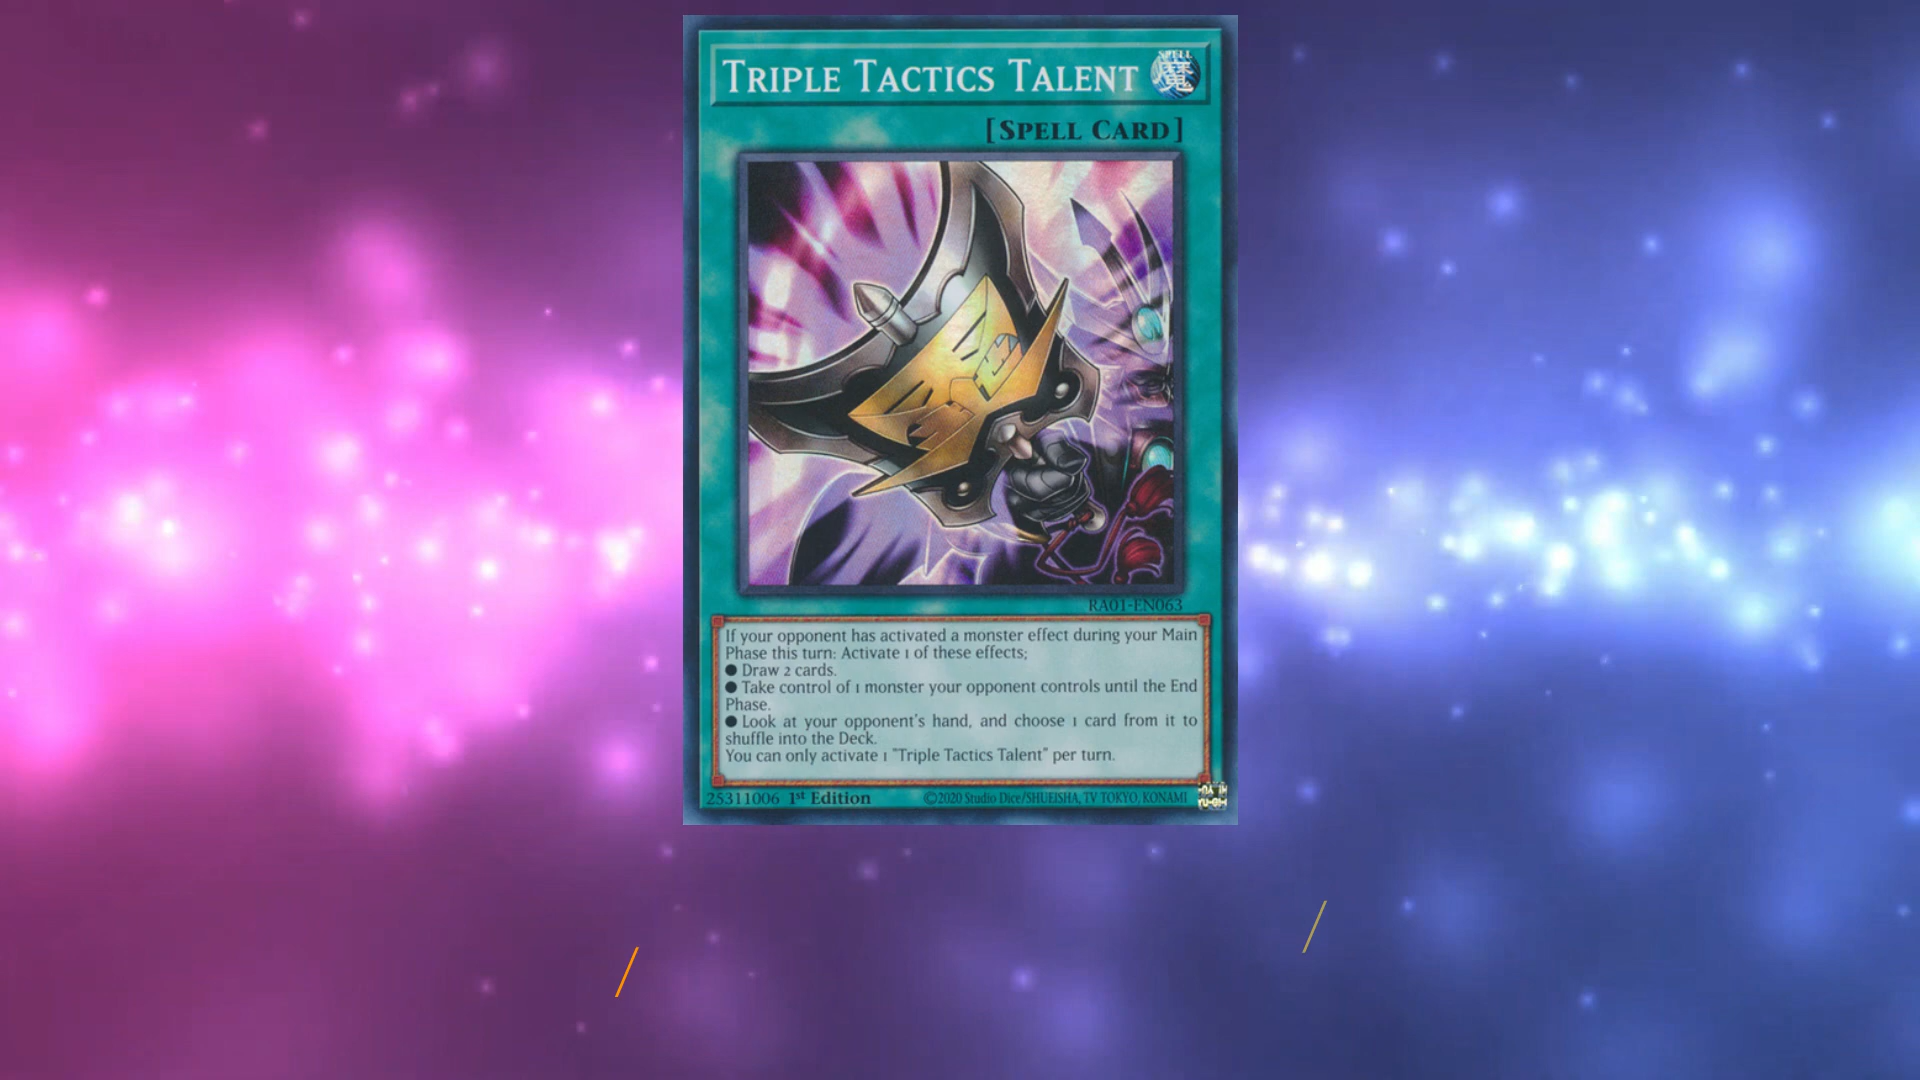 TRIPLE TACTICS TALENT
SPELL
魔
[SPELL CARD]
RA01-EN063
If your opponent has activated a monster effect during your Main
Phase this turn: Activate 1 of these effects;
● Draw 2 cards.
● Take control of 1 monster your opponent controls until the End
Phase.
● Look at your opponent's hand, and choose 1 card from it to
shuffle into the Deck.
You can only activate 1 "Triple Tactics Talent" per turn.
25311006 1st Edition ©2020 Studio Dice/SHUEISHA, TV TOKYO, KONAMI